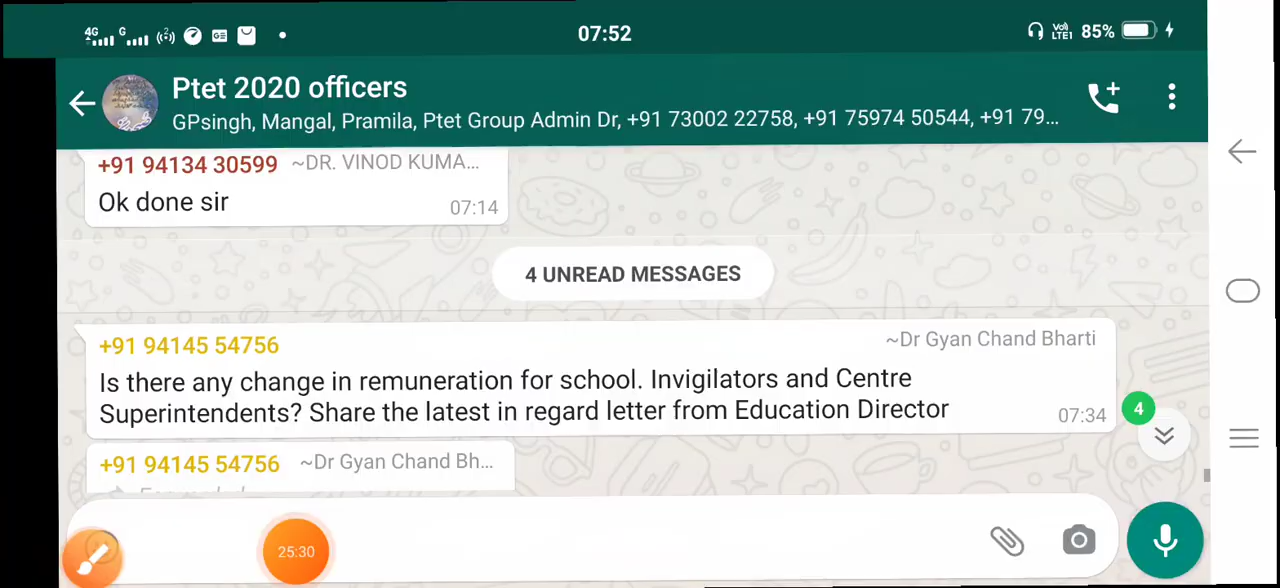 4G G 07:52 Vo) LTE1 85%
Ptet 2020 officers
GPsingh, Mangal, Pramila, Ptet Group Admin Dr, +91 73002 22758, +91 75974 50544, +91 79...
+91 94134 30599 ~DR. VINOD KUMA...
Ok done sir 07:14
4 UNREAD MESSAGES
+91 94145 54756 ~Dr Gyan Chand Bharti
Is there any change in remuneration for school. Invigilators and Centre
Superintendents? Share the latest in regard letter from Education Director 07:34
4
+91 94145 54756 ~Dr Gyan Chand Bh...
25:30